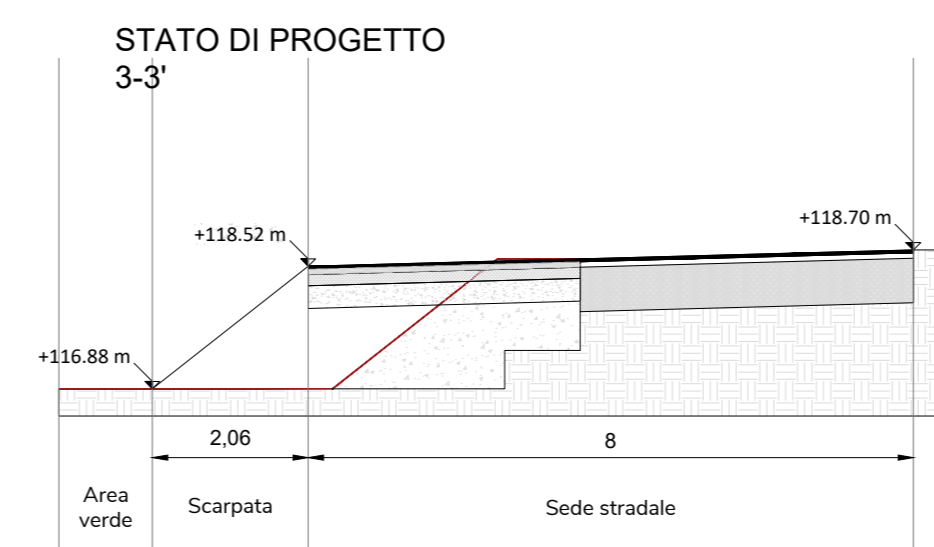 STATO DI PROGETTO
3-3'
+118.70 m
+118.52 m
+116.88 m
2,06
8
Area
verde
Scarpata
Sede stradale